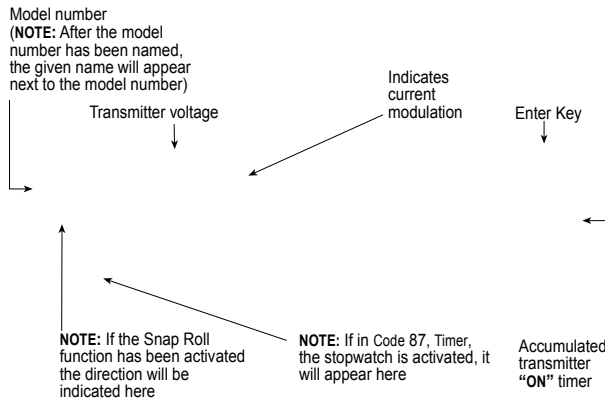 Model number
(NOTE: After the model
number has been named,
the given name will appear
next to the model number)
Transmitter voltage
Indicates
current
modulation
Enter Key
NOTE: If the Snap Roll
function has been activated
the direction will be
indicated here
NOTE: If in Code 87, Timer,
the stopwatch is activated, it
will appear here
Accumulated
transmitter
“ON” timer